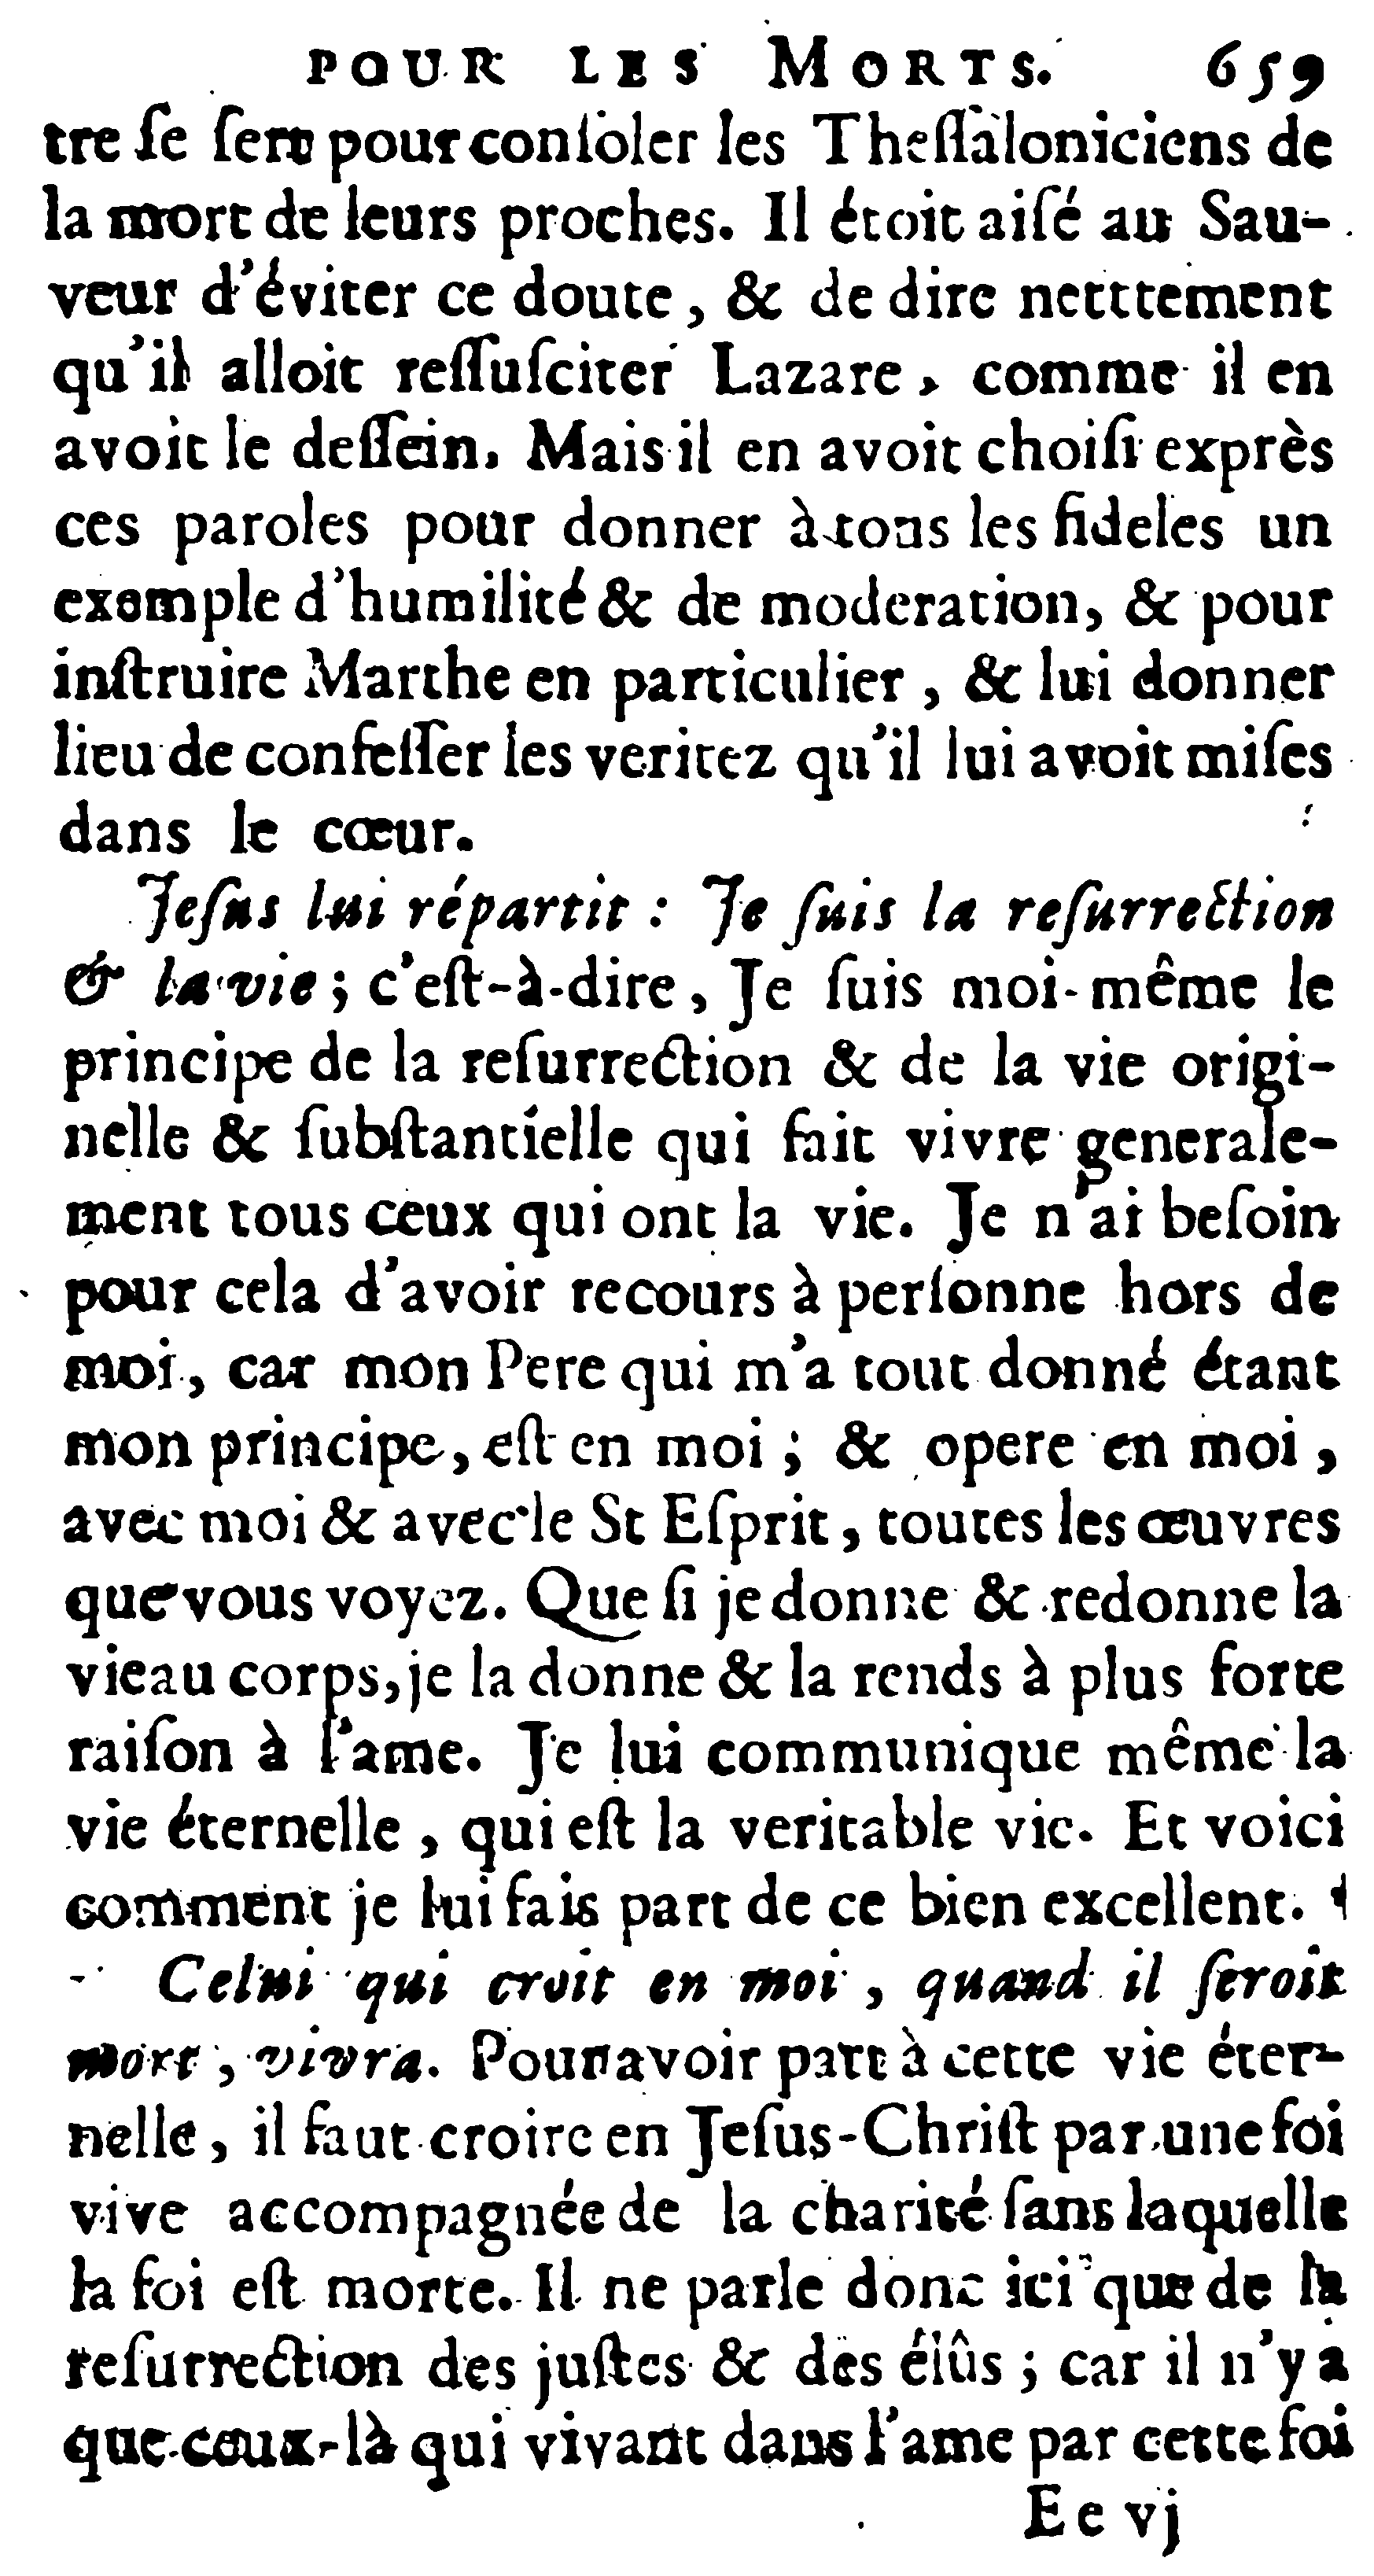 POUR LES MORTS. 659
tre ſe ſert pour conſoler les Theſſaloniciens de
la mort de leurs proches. Il étoit aiſé au Sau-
veur d'éviter ce doute, & de dire netttement
qu'il alloit reſſuſciter Lazare, comme il en
avoit le deſſein. Mais il en avoit choiſi exprès
ces paroles pour donner à tous les fideles un
exemple d'humilité & de moderation, & pour
inſtruire Marthe en particulier, & lui donner
lieu de confeſſer les veritez qu'il lui avoit miſes
dans le cœur.
Jeſus lui répartit : Je ſuis la reſurrection
& la vie ; c'eſt-à-dire, Je ſuis moi-même le
principe de la reſurrection & de la vie origi-
nelle & ſubſtantielle qui fait vivre generale-
ment tous ceux qui ont la vie. Je n'ai beſoin
pour cela d'avoir recours à perſonne hors de
moi, car mon Pere qui m'a tout donné étant
mon principe, eſt en moi ; & opere en moi,
avec moi & avec le St Eſprit, toutes les œuvres
que vous voyez. Que ſi je donne & redonne la
vie au corps, je la donne & la rends à plus forte
raiſon à l'ame. Je lui communique même la
vie éternelle, qui eſt la veritable vie. Et voici
comment je lui fais part de ce bien excellent.
Celui qui croit en moi, quand il ſeroit
mort, vivra. Pour avoir part à cette vie éter-
nelle, il faut croire en Jeſus-Chriſt par une foi
vive accompagnée de la charité ſans laquelle
la foi eſt morte. Il ne parle donc ici que de la
reſurrection des juſtes & des élûs ; car il n'y a
que ceux-là qui vivant dans l'ame par cette foi
Ee vj